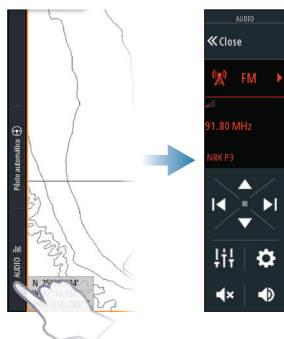 Piloto automático
AUDIO
N
AUDIO
Close
FM
91.80 MHz
NRK P3